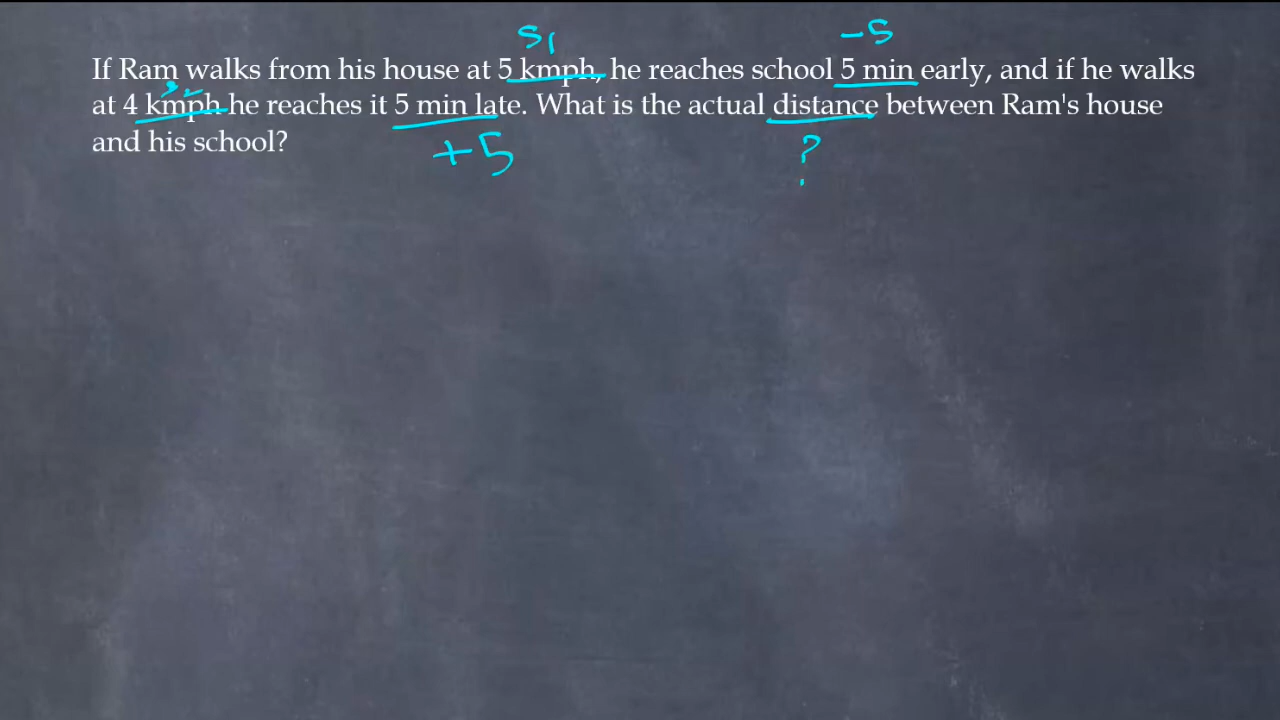 S1 -5
If Ram walks from his house at 5 kmph, he reaches school 5 min early, and if he walks
S2
at 4 kmph he reaches it 5 min late. What is the actual distance between Ram's house
and his school?
+5 ?